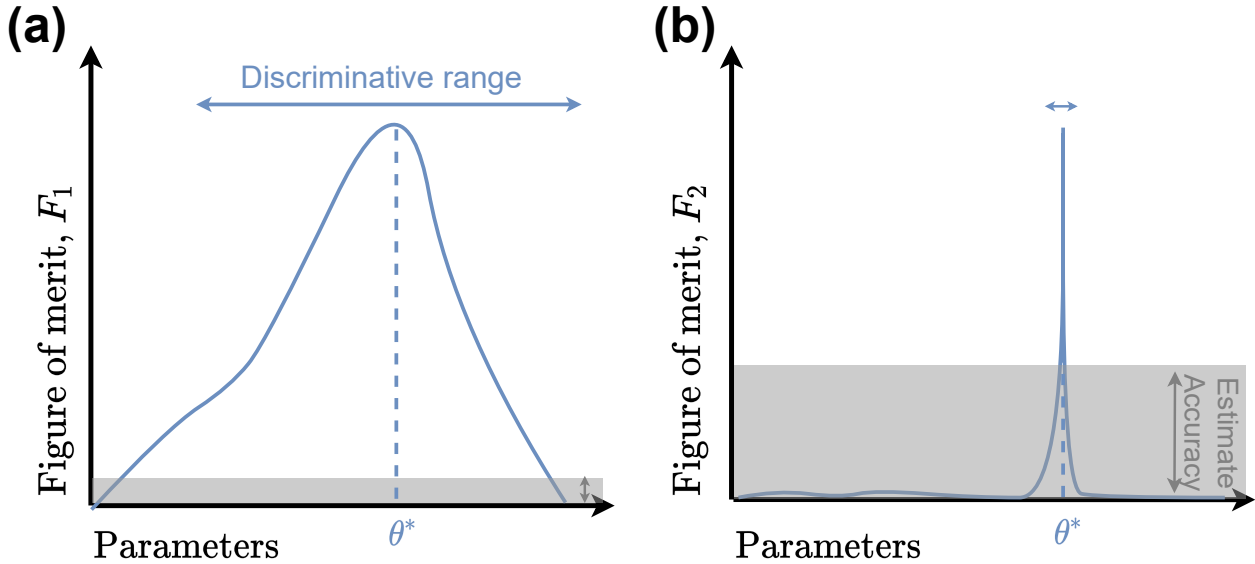 (a)
Discriminative range
Figure of merit, F₁
Parameters
θ*
(b)
Figure of merit, F₂
Estimate
Accuracy
Parameters
θ*